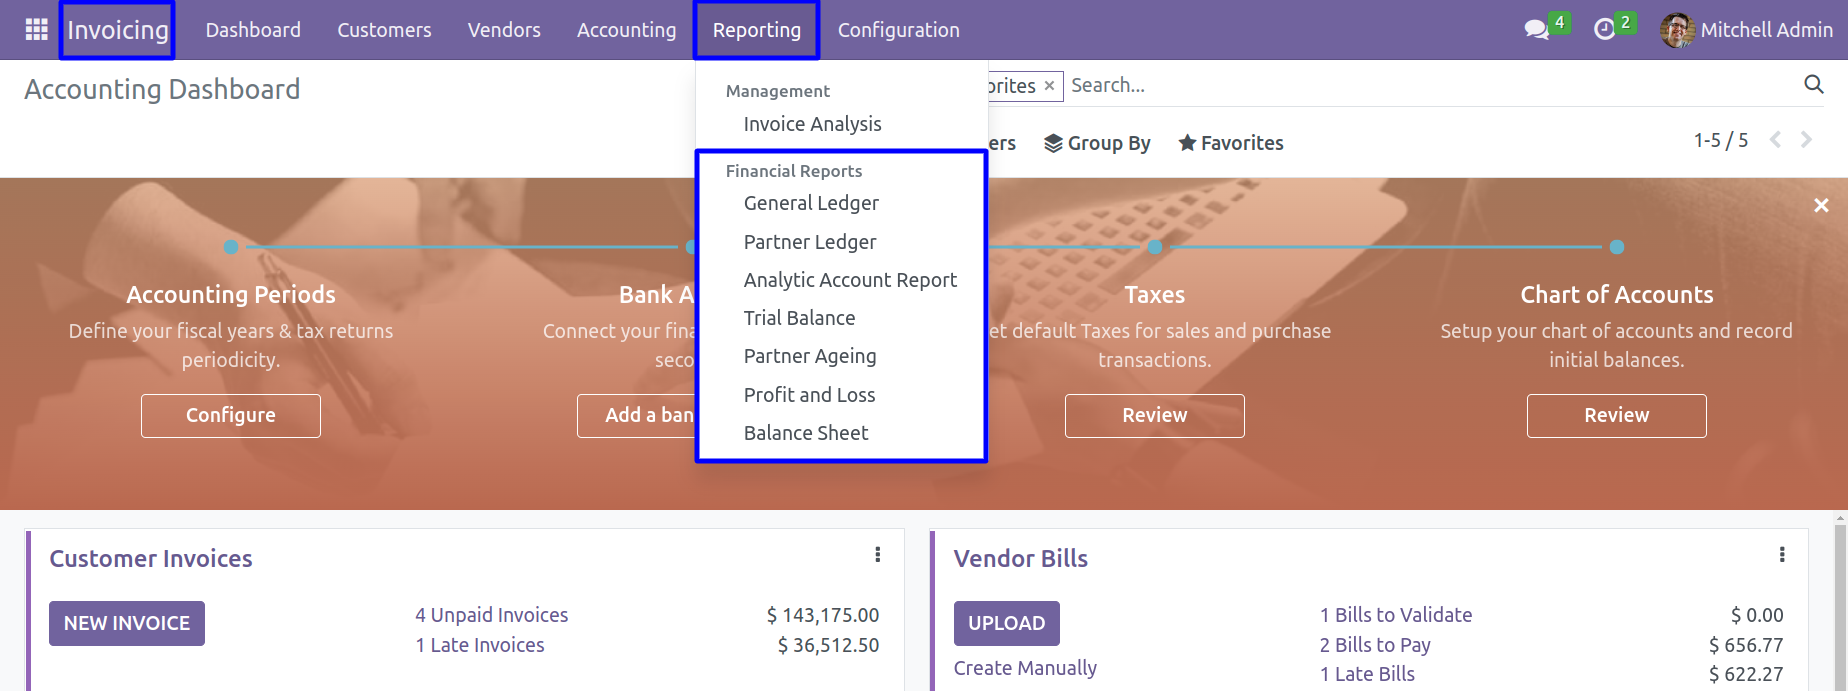 Invoicing Dashboard Customers Vendors Accounting Reporting Configuration 4 2 Mitchell Admin
Accounting Dashboard
orites × Search...
Management
Invoice Analysis
ers Group By Favorites 1-5 / 5
Financial Reports
General Ledger
Partner Ledger
Analytic Account Report
Trial Balance
Partner Ageing
Profit and Loss
Balance Sheet
Accounting Periods
Define your fiscal years & tax returns
periodicity.
Configure
Bank A
Connect your fina
seco
Add a ban
Taxes
et default Taxes for sales and purchase
transactions.
Review
Chart of Accounts
Setup your chart of accounts and record
initial balances.
Review
Customer Invoices
NEW INVOICE
4 Unpaid Invoices $ 143,175.00
1 Late Invoices $ 36,512.50
Vendor Bills
UPLOAD
Create Manually
1 Bills to Validate $ 0.00
2 Bills to Pay $ 656.77
1 Late Bills $ 622.27